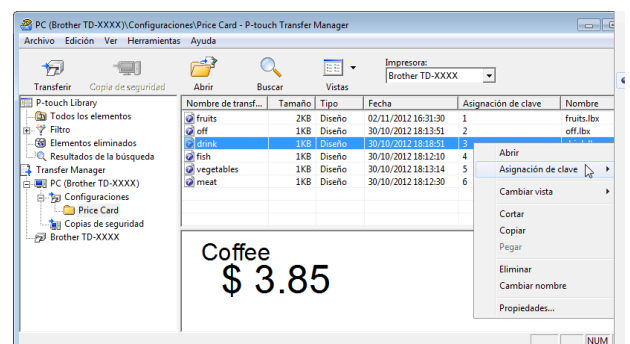 PC (Brother TD-XXXX)\Configuraciones\Price Card - P-touch Transfer Manager
Archivo Edición Ver Herramientas Ayuda
Transferir Copia de seguridad Abrir Buscar Vistas
Impresora:
Brother TD-XXXX
P-touch Library
Todos los elementos
Filtro
Elementos eliminados
Resultados de la búsqueda
Transfer Manager
PC (Brother TD-XXXX)
Configuraciones
Price Card
Copias de seguridad
Brother TD-XXXX
Nombre de transf... Tamaño Tipo Fecha Asignación de clave Nombre
fruits 2KB Diseño 02/11/2012 16:31:30 1 fruits.lbx
off 1KB Diseño 30/10/2012 18:13:51 2 off.lbx
drink 1KB Diseño 30/10/2012 18:18:51 3
fish 1KB Diseño 30/10/2012 18:12:10 4
vegetables 1KB Diseño 30/10/2012 18:13:14 5
meat 1KB Diseño 30/10/2012 18:12:30 6
Abrir
Asignación de clave
Cambiar vista
Cortar
Copiar
Pegar
Eliminar
Cambiar nombre
Propiedades...
Coffee
$ 3.85
NUM